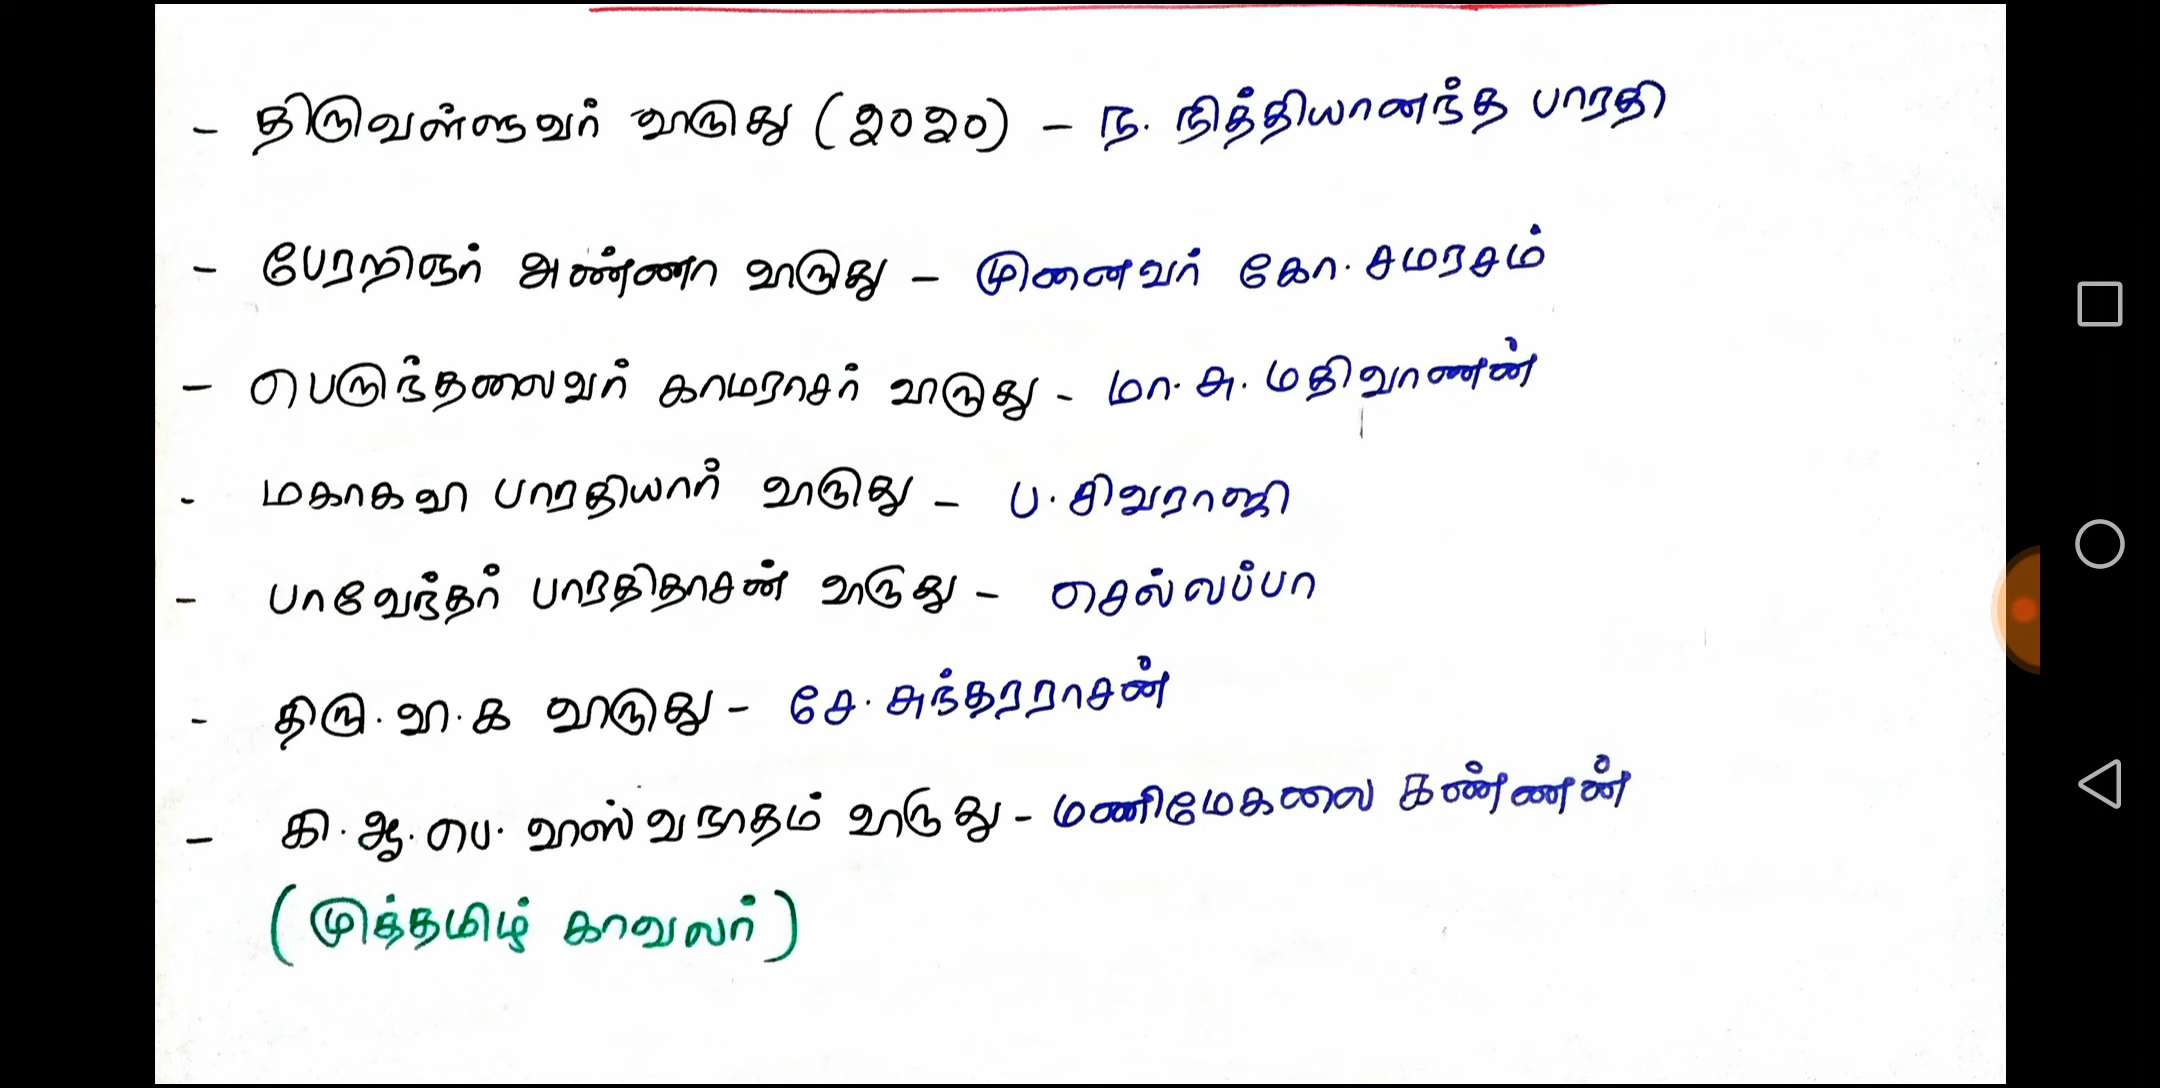 - திருவள்ளுவர் விருது (2020) - ந. நித்தியானந்த பாரதி
- பேரறிஞர் அண்ணா விருது - முனைவர் கோ. சமரசம்
- பெருந்தலைவர் காமராசர் விருது - மா. சு. மதிவாணன்
- மகாகவி பாரதியார் விருது - ப. சிவராஜி
- பாவேந்தர் பாரதிதாசன் விருது - செல்லப்பா
- திரு. வி. க விருது - சே. சுந்தரராசன்
- கி. ஆ. பெ. விஸ்வநாதம் விருது - மணிமேகலை கண்ணன்
(முத்தமிழ் காவலர்)